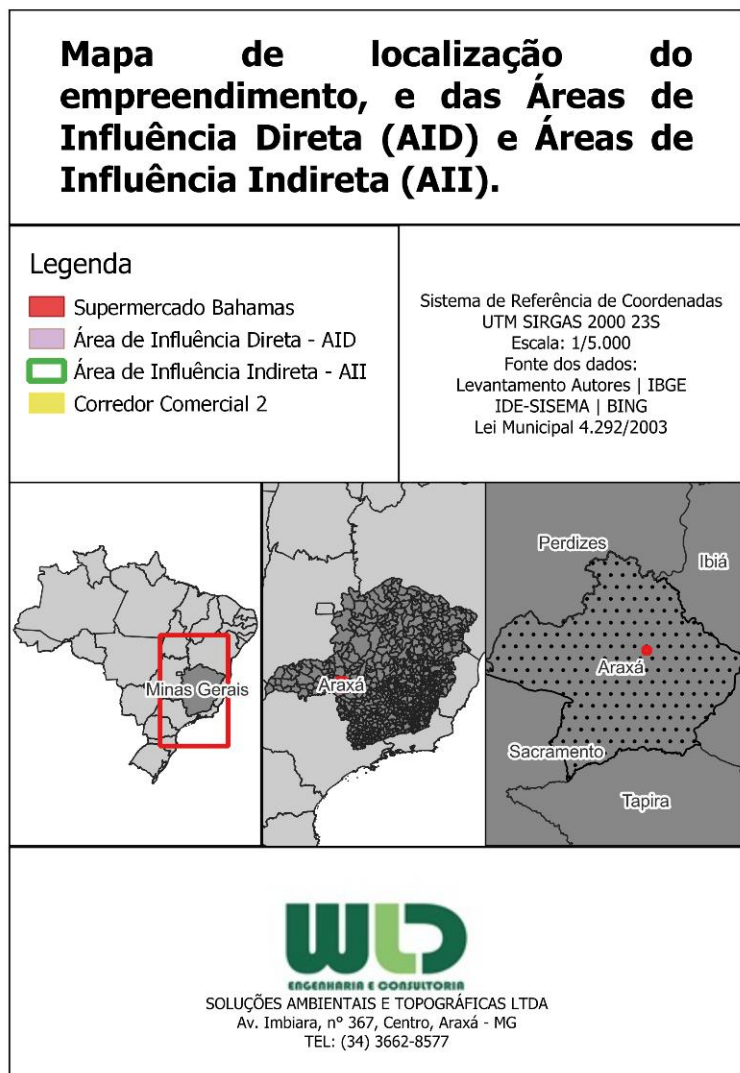 Mapa de localização do
empreendimento, e das Áreas de
Influência Direta (AID) e Áreas de
Influência Indireta (AII).
Legenda
Supermercado Bahamas
Área de Influência Direta - AID
Área de Influência Indireta - AII
Corredor Comercial 2
Sistema de Referência de Coordenadas
UTM SIRGAS 2000 23S
Escala: 1/5.000
Fonte dos dados:
Levantamento Autores | IBGE
IDE-SISEMA | BING
Lei Municipal 4.292/2003
Minas Gerais
Araxá
Perdizes
Ibiá
Araxá
Sacramento
Tapira
WLD
ENGENHARIA E CONSULTORIA
SOLUÇÕES AMBIENTAIS E TOPOGRÁFICAS LTDA
Av. Imbiara, n° 367, Centro, Araxá - MG
TEL: (34) 3662-8577